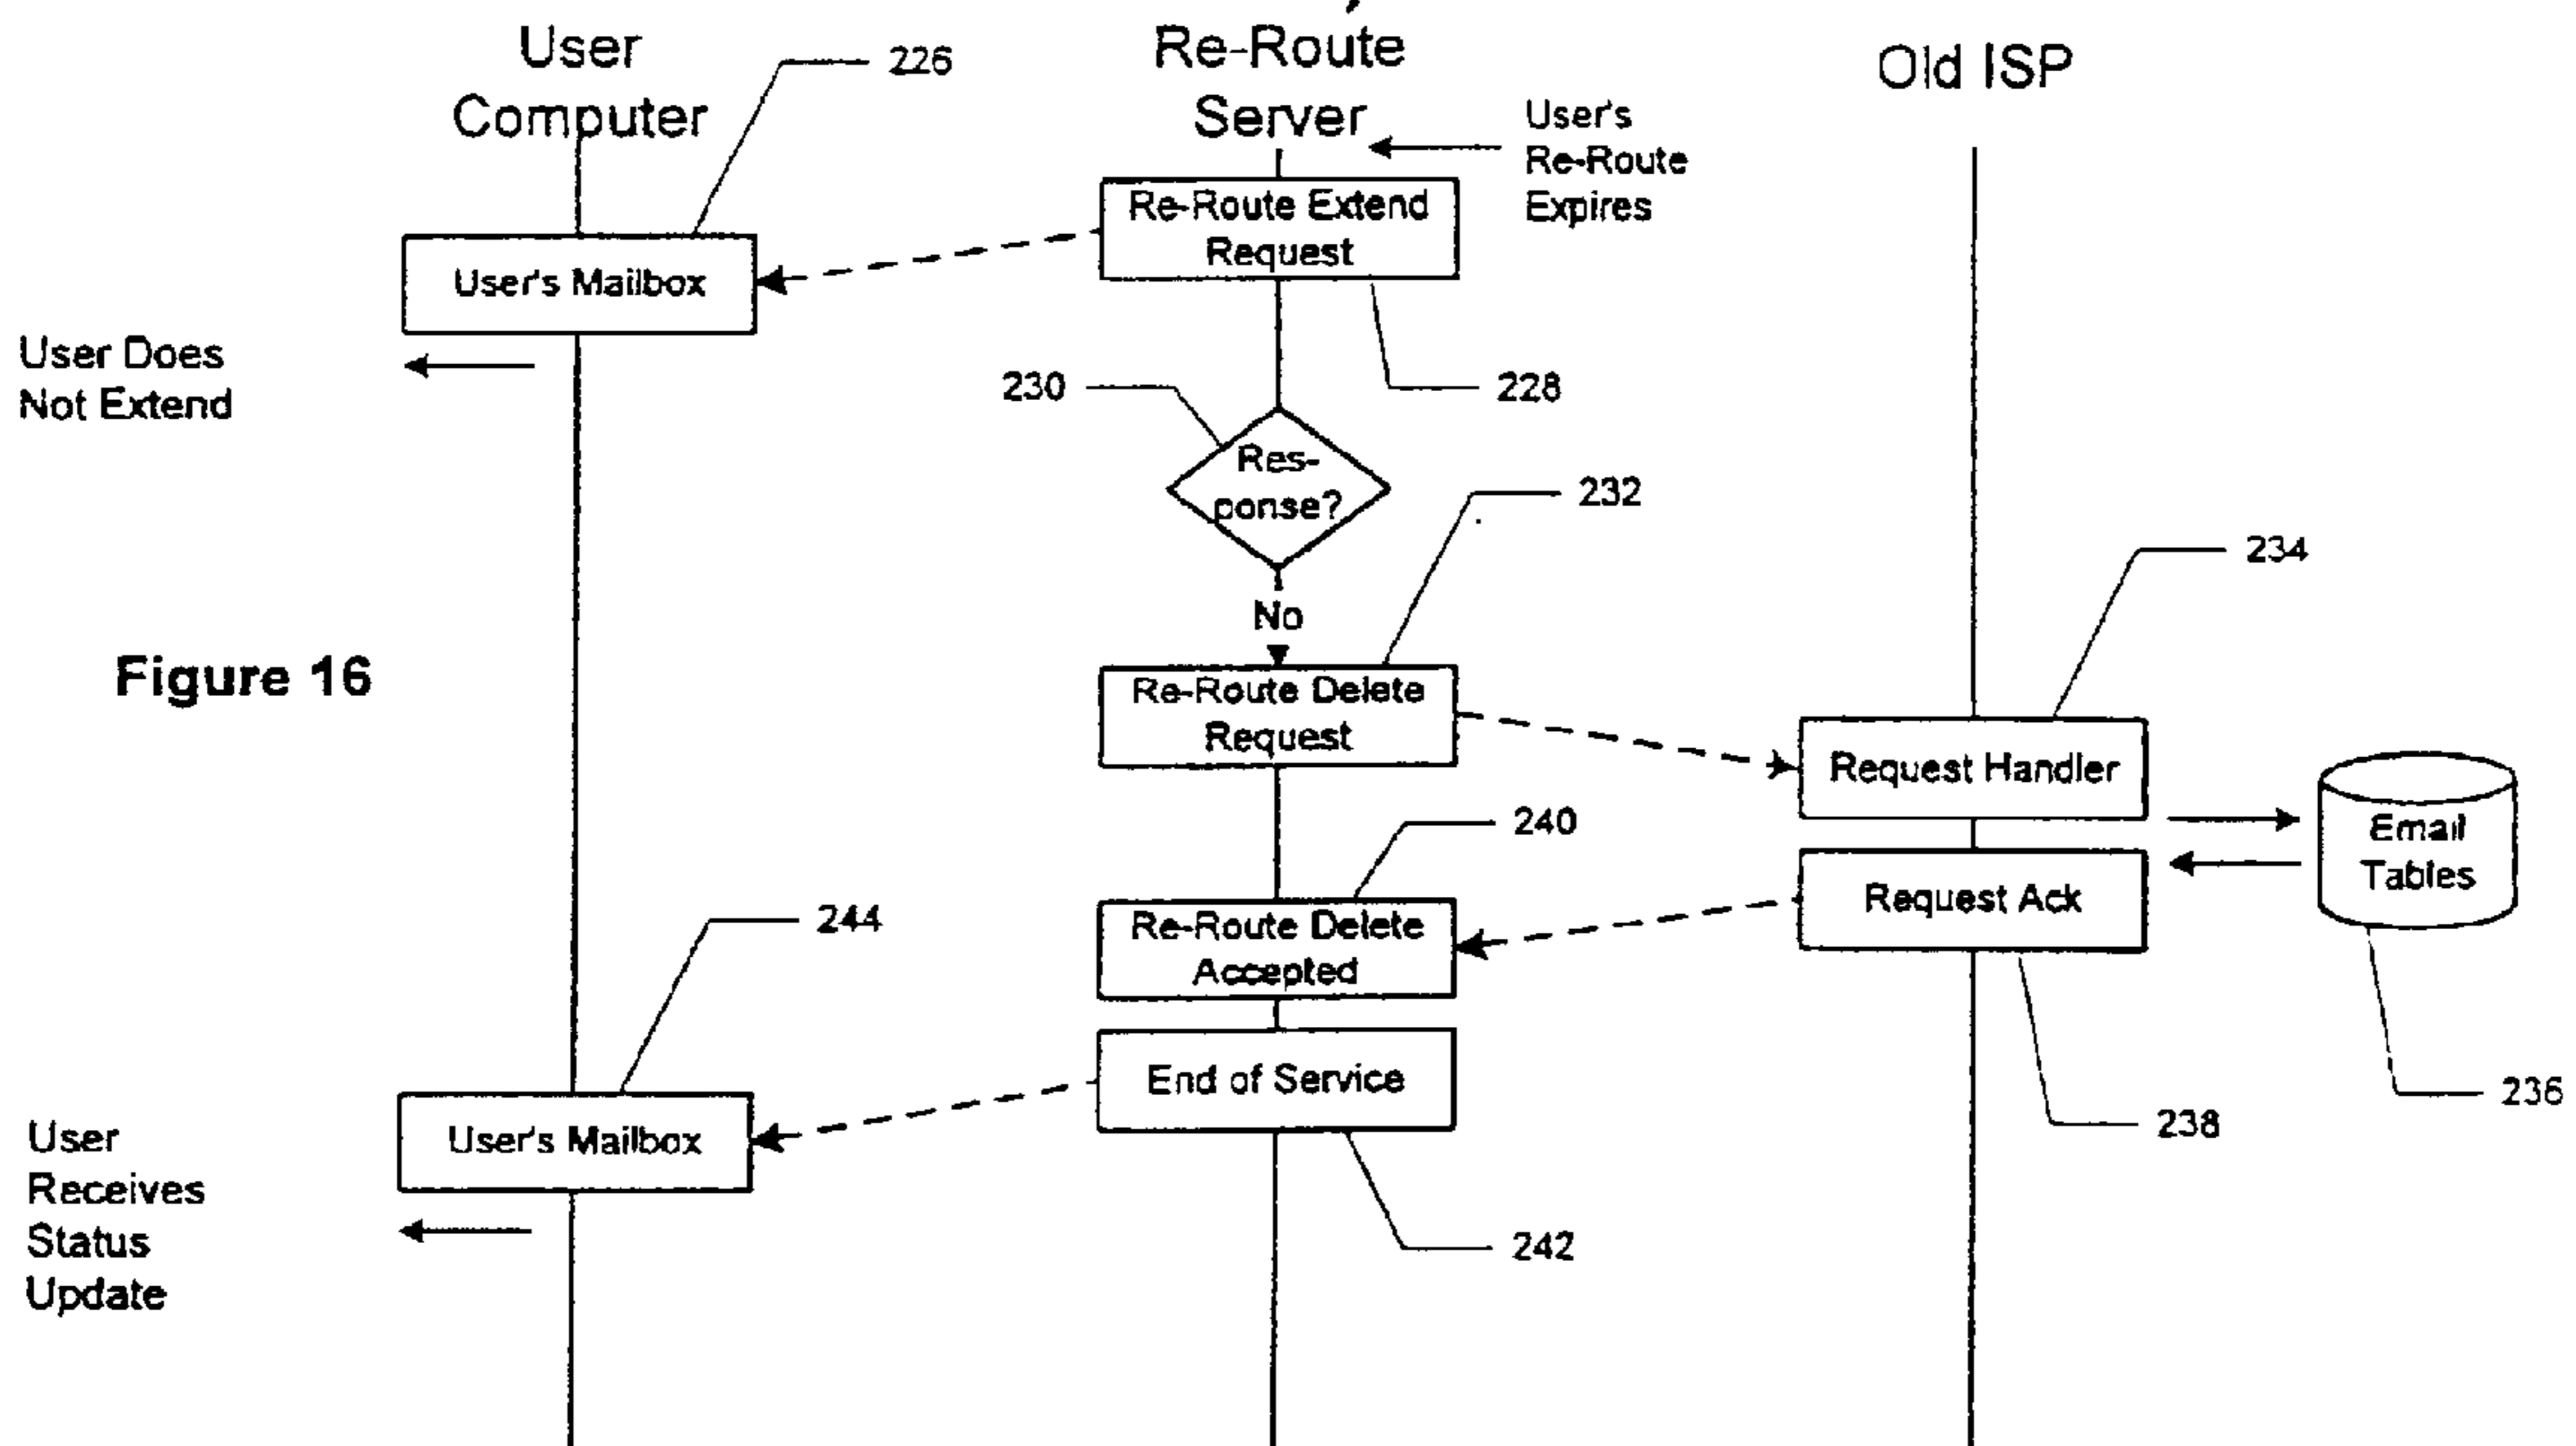 User
Computer
226
Re-Route
Server
Old ISP
User's
Re-Route
Expires
Re-Route Extend
Request
User's Mailbox
User Does
Not Extend
230
228
Res-
ponse?
232
234
No
Figure 16
Re-Route Delete
Request
Request Handler
Email
Tables
240
Request Ack
244
Re-Route Delete
Accepted
End of Service
236
238
User's Mailbox
User
Receives
Status
Update
242